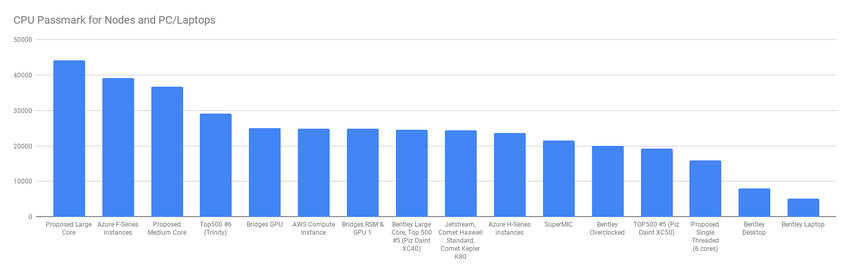 CPU Passmark for Nodes and PC/Laptops
50000
40000
30000
20000
10000
0
Proposed Large
Core
Azure F-Series
instances
Proposed
Medium Core
Top500 #6
(Trinity)
Bridges GPU
AWS Compute
Instance
Bridges RSM &
GPU 1
Bentley Large
Core, Top 500
#5 (Piz Daint
XC40)
Jetstream,
Comet Haswell
Standard,
Comet Kepler
K80
Azure H-Series
instances
SuperMIC
Bentley
Overclocked
TOP500 #5 (Piz
Daint XC50)
Proposed
Single
Threaded
(6 cores)
Bentley
Desktop
Bentley Laptop